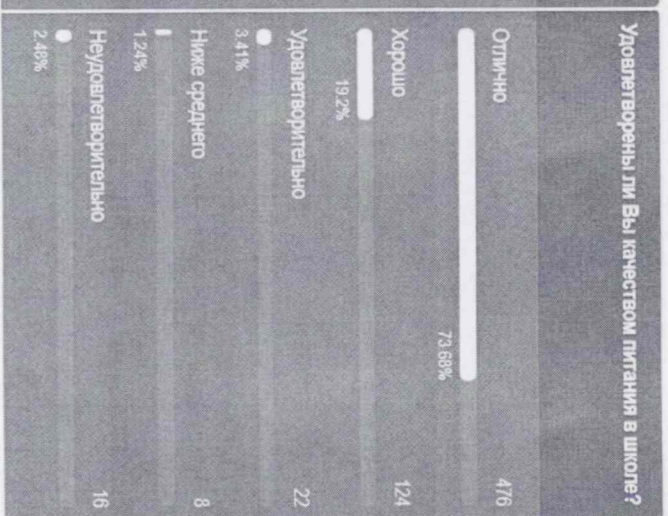 Удовлетворены ли Вы качеством питания в школе?
Отлично 476
73.68%
Хорошо 124
19.2%
Удовлетворительно 22
3.41%
Ниже среднего 8
1.24%
Неудовлетворительно 16
2.48%